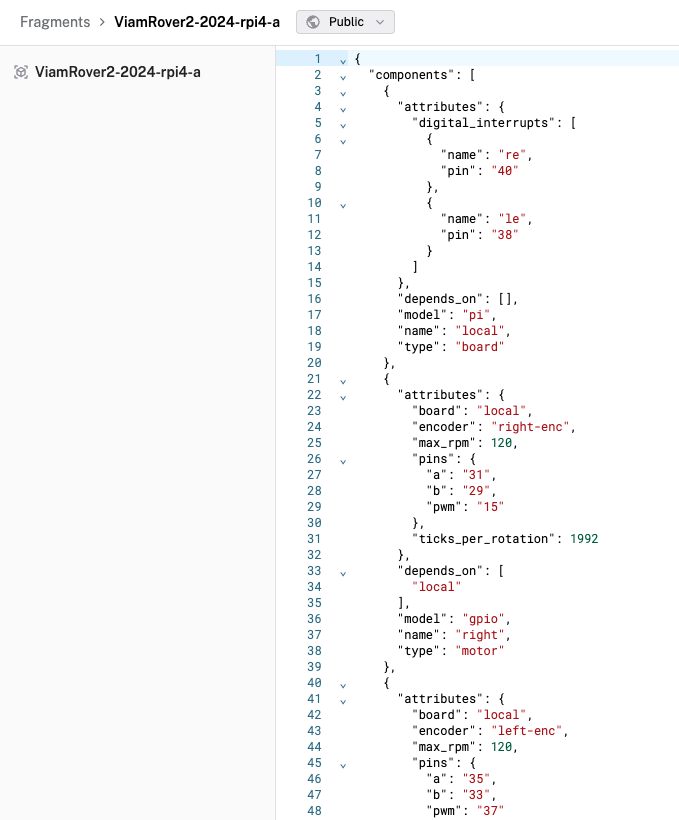 Fragments > ViamRover2-2024-rpi4-a Public
ViamRover2-2024-rpi4-a
1 {
2 "components": [
3 {
4 "attributes": {
5 "digital_interrupts": [
6 {
7 "name": "re",
8 "pin": "40"
9 },
10 {
11 "name": "le",
12 "pin": "38"
13 }
14 ]
15 },
16 "depends_on": [],
17 "model": "pi",
18 "name": "local",
19 "type": "board"
20 },
21 {
22 "attributes": {
23 "board": "local",
24 "encoder": "right-enc",
25 "max_rpm": 120,
26 "pins": {
27 "a": "31",
28 "b": "29",
29 "pwm": "15"
30 },
31 "ticks_per_rotation": 1992
32 },
33 "depends_on": [
34 "local"
35 ],
36 "model": "gpio",
37 "name": "right",
38 "type": "motor"
39 },
40 {
41 "attributes": {
42 "board": "local",
43 "encoder": "left-enc",
44 "max_rpm": 120,
45 "pins": {
46 "a": "35",
47 "b": "33",
48 "pwm": "37"